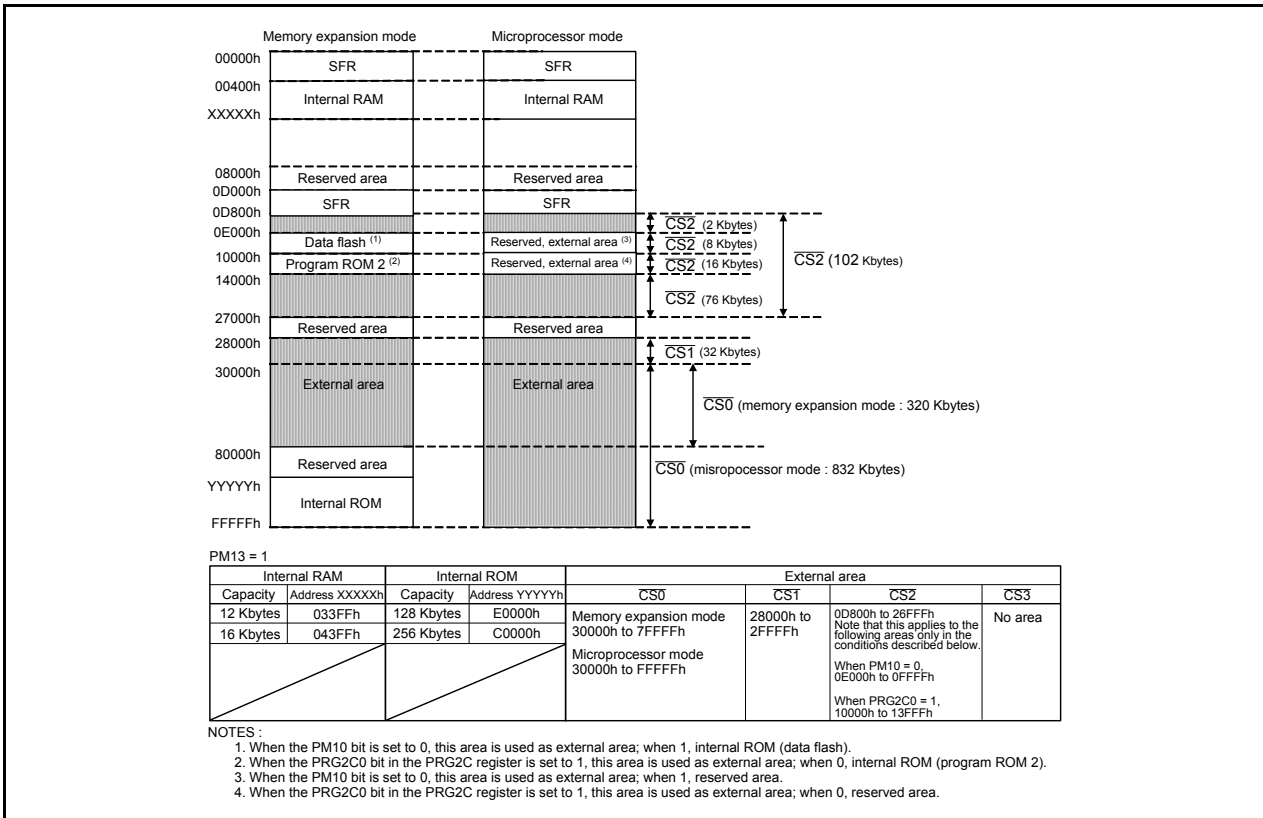 Memory expansion mode
Microprocessor mode
00000h
SFR
SFR
00400h
Internal RAM
Internal RAM
XXXXXh
08000h
Reserved area
Reserved area
0D000h
SFR
SFR
0D800h
CS2 (2 Kbytes)
0E000h
Data flash (1)
Reserved, external area (3)
CS2 (8 Kbytes)
10000h
Program ROM 2 (2)
Reserved, external area (4)
CS2 (16 Kbytes)
CS2 (102 Kbytes)
14000h
CS2 (76 Kbytes)
27000h
Reserved area
Reserved area
28000h
CS1 (32 Kbytes)
30000h
External area
External area
CS0 (memory expansion mode : 320 Kbytes)
80000h
Reserved area
CS0 (misropocessor mode : 832 Kbytes)
YYYYYh
Internal ROM
FFFFFh
PM13 = 1
Internal RAM
Internal ROM
External area
Capacity
Address XXXXXh
Capacity
Address YYYYYh
CS0
CS1
CS2
CS3
12 Kbytes
033FFh
128 Kbytes
E0000h
16 Kbytes
043FFh
256 Kbytes
C0000h
Memory expansion mode
30000h to 7FFFFh
Microprocessor mode
30000h to FFFFFh
28000h to
2FFFFh
0D800h to 26FFFh
Note that this applies to the
following areas only in the
conditions described below.
When PM10 = 0,
0E000h to 0FFFFh
When PRG2C0 = 1,
10000h to 13FFFh
No area
NOTES :
1. When the PM10 bit is set to 0, this area is used as external area; when 1, internal ROM (data flash).
2. When the PRG2C0 bit in the PRG2C register is set to 1, this area is used as external area; when 0, internal ROM (program ROM 2).
3. When the PM10 bit is set to 0, this area is used as external area; when 1, reserved area.
4. When the PRG2C0 bit in the PRG2C register is set to 1, this area is used as external area; when 0, reserved area.